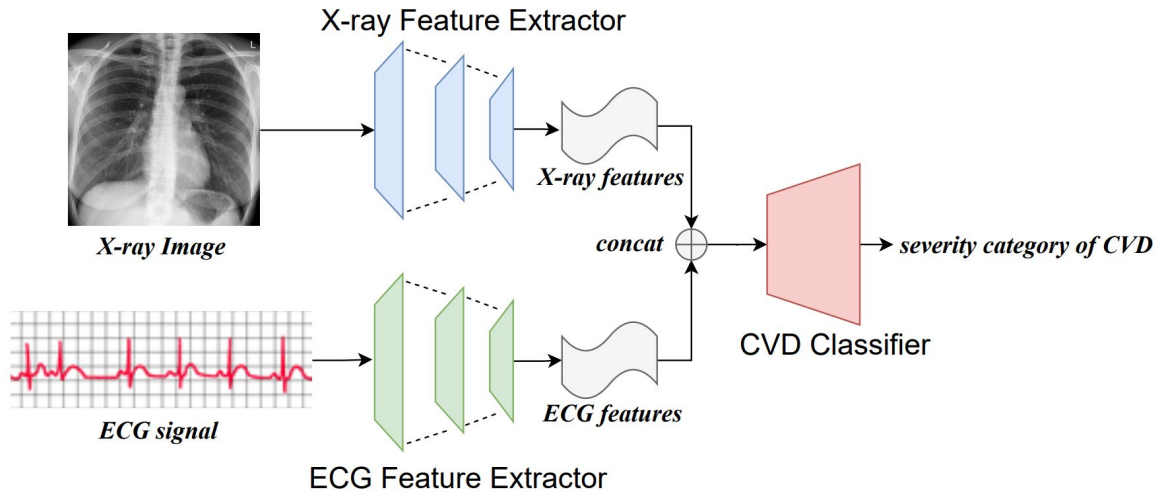 X-ray Feature Extractor
L
X-ray features
X-ray Image
concat
severity category of CVD
CVD Classifier
ECG features
ECG signal
ECG Feature Extractor